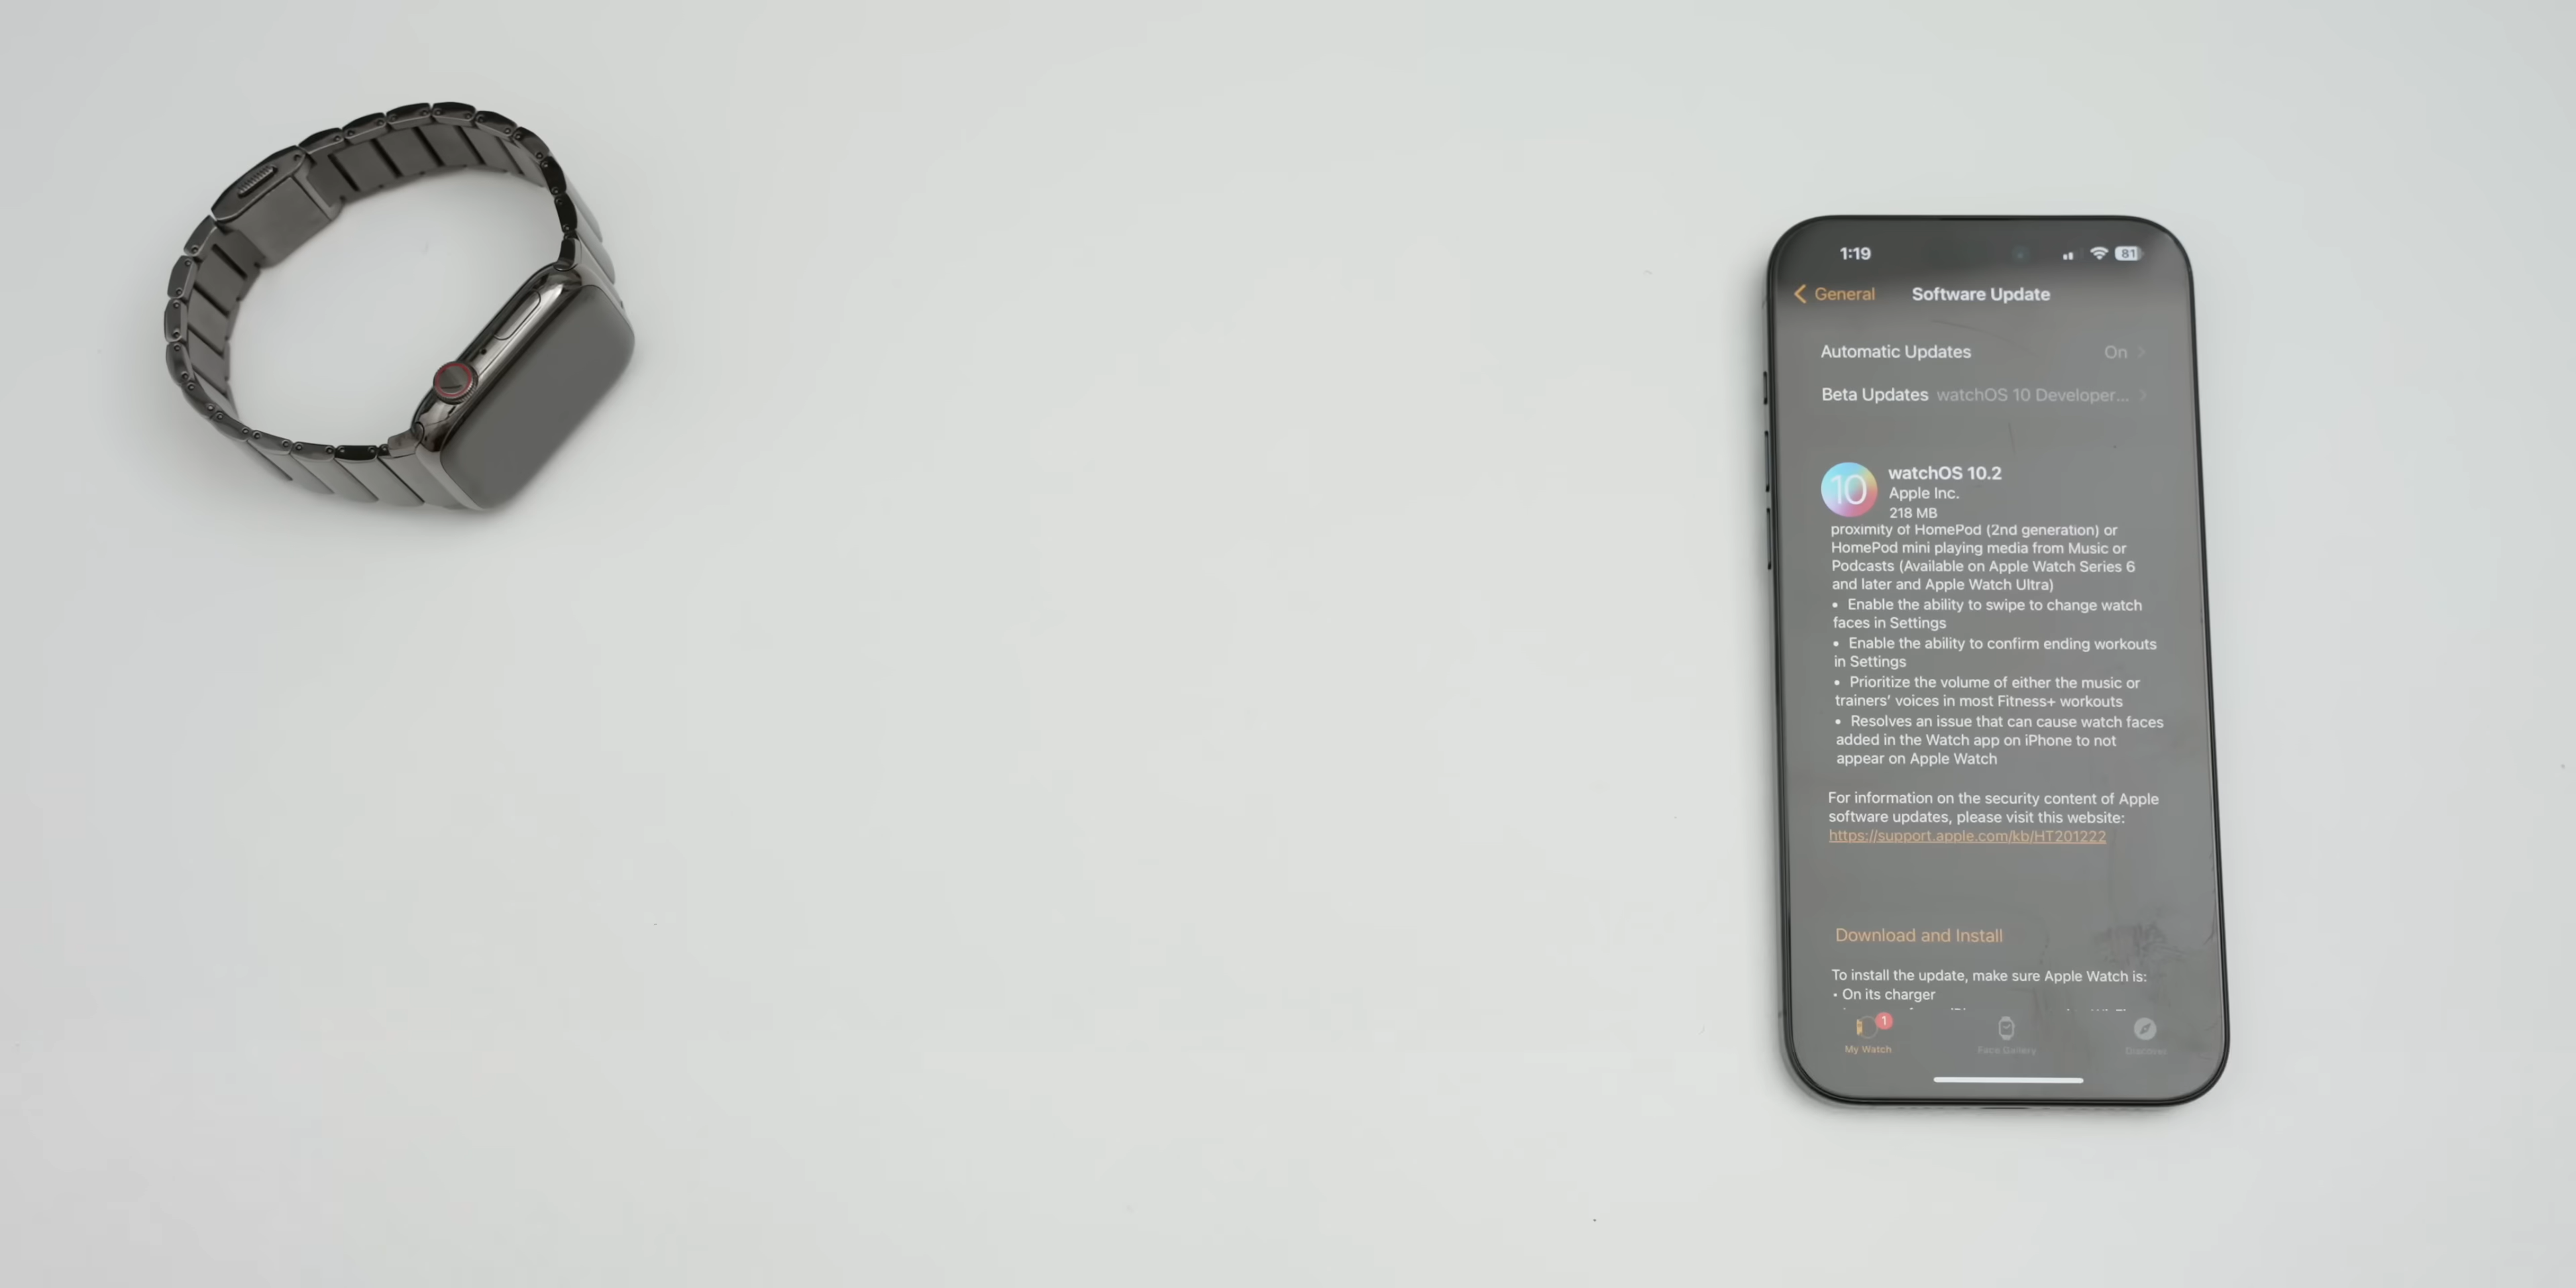 1:19
81
General Software Update
Automatic Updates On
Beta Updates watchOS 10 Developer...
10
watchOS 10.2
Apple Inc.
218 MB
proximity of HomePod (2nd generation) or
HomePod mini playing media from Music or
Podcasts (Available on Apple Watch Series 6
and later and Apple Watch Ultra)
• Enable the ability to swipe to change watch
faces in Settings
• Enable the ability to confirm ending workouts
in Settings
• Prioritize the volume of either the music or
trainers' voices in most Fitness+ workouts
• Resolves an issue that can cause watch faces
added in the Watch app on iPhone to not
appear on Apple Watch
For information on the security content of Apple
software updates, please visit this website:
https://support.apple.com/kb/HT201222
Download and Install
To install the update, make sure Apple Watch is:
• On its charger
1
My Watch Face Gallery Discover